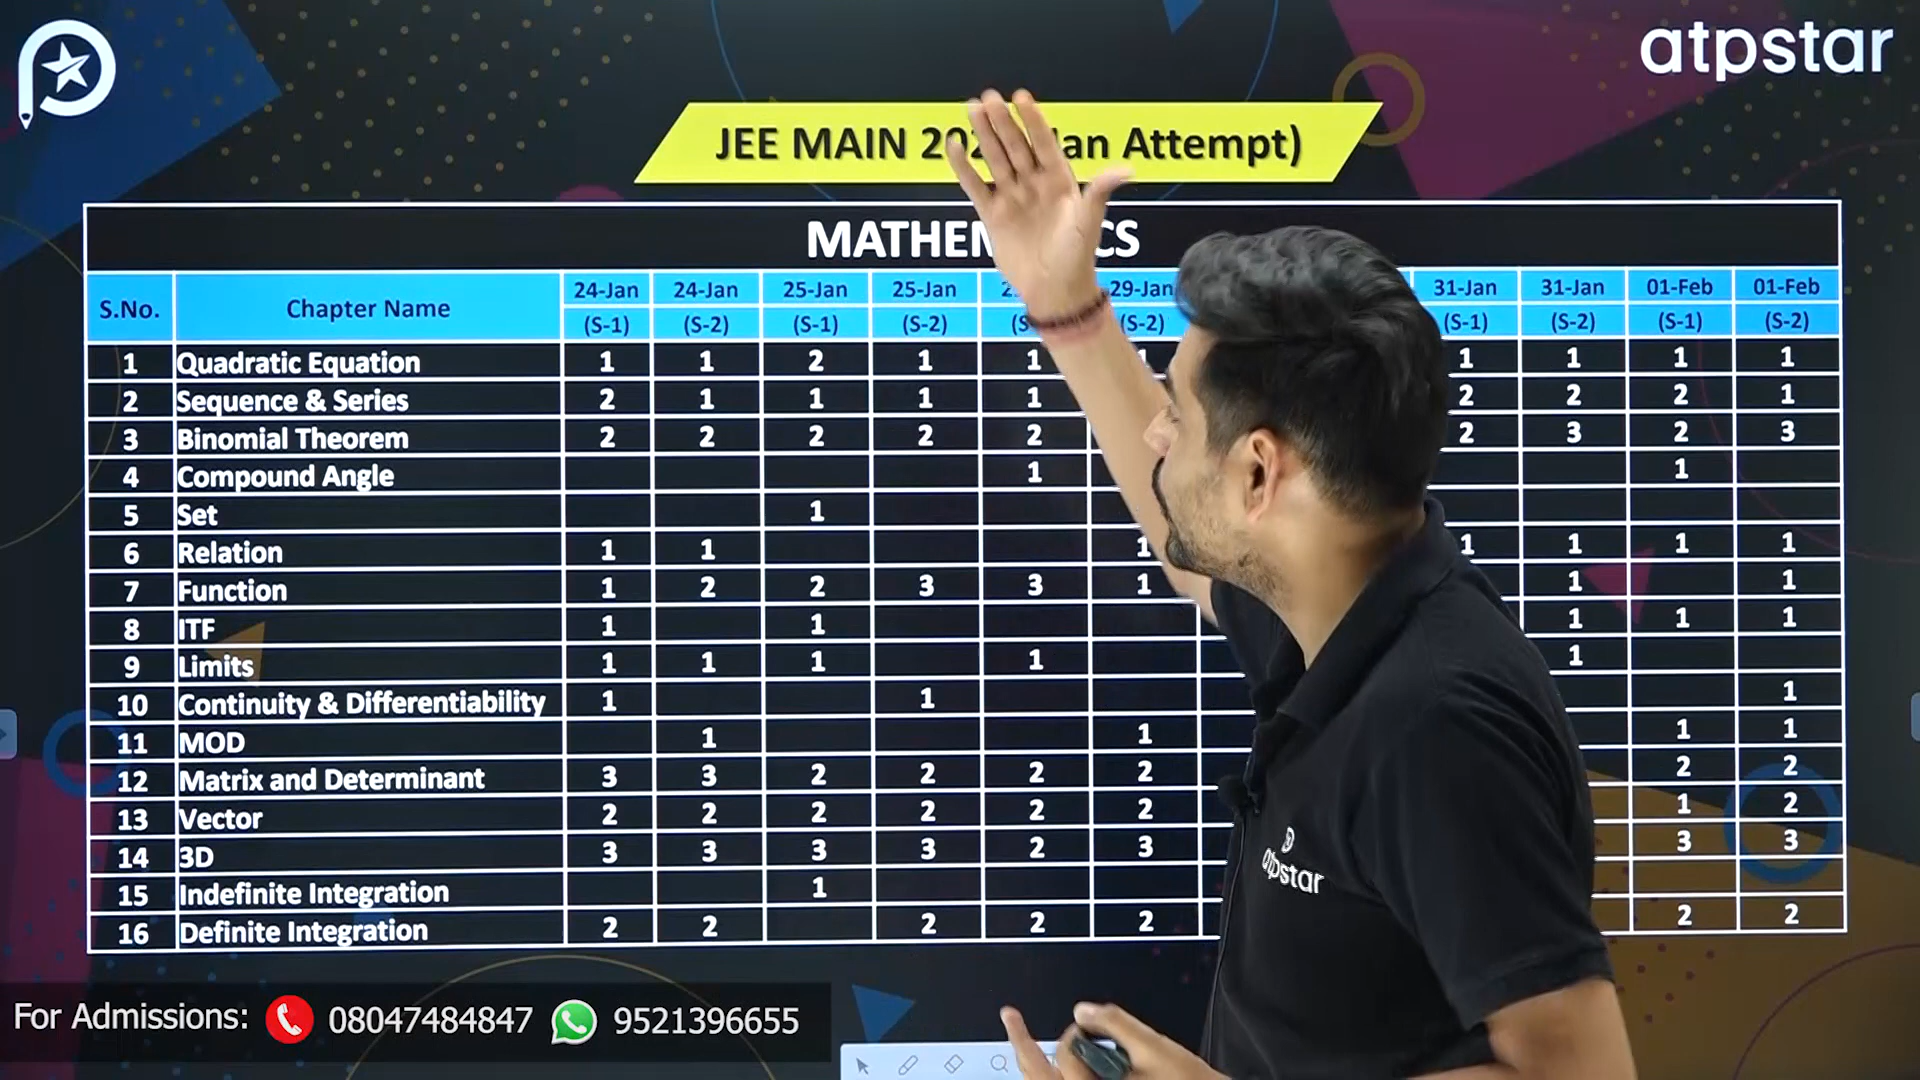 atpstar
JEE MAIN an Attempt)
MATHEM CS
S.No. Chapter Name 24-Jan 24-Jan 25-Jan 25-Jan 29-Jan 31-Jan 31-Jan 01-Feb 01-Feb
(S-1) (S-2) (S-1) (S-2) (S-2) (S-1) (S-2) (S-1) (S-2)
1 Quadratic Equation 1 1 2 1 1 1 1 1 1
2 Sequence & Series 2 1 1 1 1 2 2 2 1
3 Binomial Theorem 2 2 2 2 2 2 3 2 3
4 Compound Angle 1 1
5 Set 1
6 Relation 1 1 1 1 1 1 1
7 Function 1 2 2 3 3 1 1 1
8 ITF 1 1 1 1 1
9 Limits 1 1 1 1 1
10 Continuity & Differentiability 1 1 1
11 MOD 1 1 1 1
12 Matrix and Determinant 3 3 2 2 2 2 2 2
13 Vector 2 2 2 2 2 2 1 2
14 3D 3 3 3 3 2 3 3 3
15 Indefinite Integration 1
16 Definite Integration 2 2 2 2 2 2 2
atpstar
For Admissions: 08047484847 9521396655